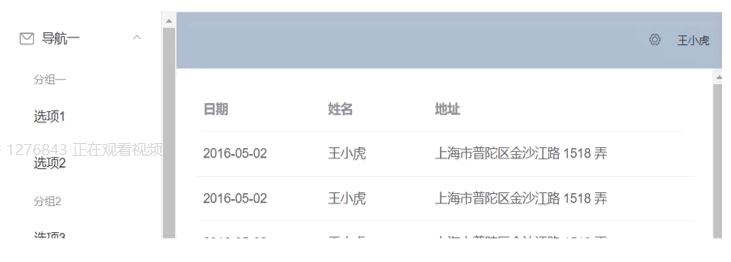 导航一
王小虎
分组一
选项1
选项2
分组2
选项3
日期 姓名 地址
2016-05-02 王小虎 上海市普陀区金沙江路 1518 弄
2016-05-02 王小虎 上海市普陀区金沙江路 1518 弄
1276843 正在观看视频